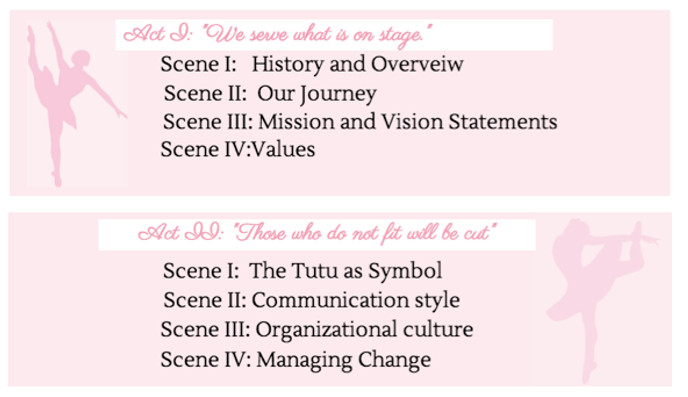 Act I: "We serve what is on stage."
Scene I: History and Overveiw
Scene II: Our Journey
Scene III: Mission and Vision Statements
Scene IV:Values
Act II: "Those who do not fit will be cut"
Scene I: The Tutu as Symbol
Scene II: Communication style
Scene III: Organizational culture
Scene IV: Managing Change